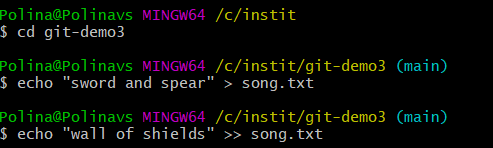 Polina@Polinavs MINGW64 /c/instit
$ cd git-demo3
Polina@Polinavs MINGW64 /c/instit/git-demo3 (main)
$ echo "sword and spear" > song.txt
Polina@Polinavs MINGW64 /c/instit/git-demo3 (main)
$ echo "wall of shields" >> song.txt